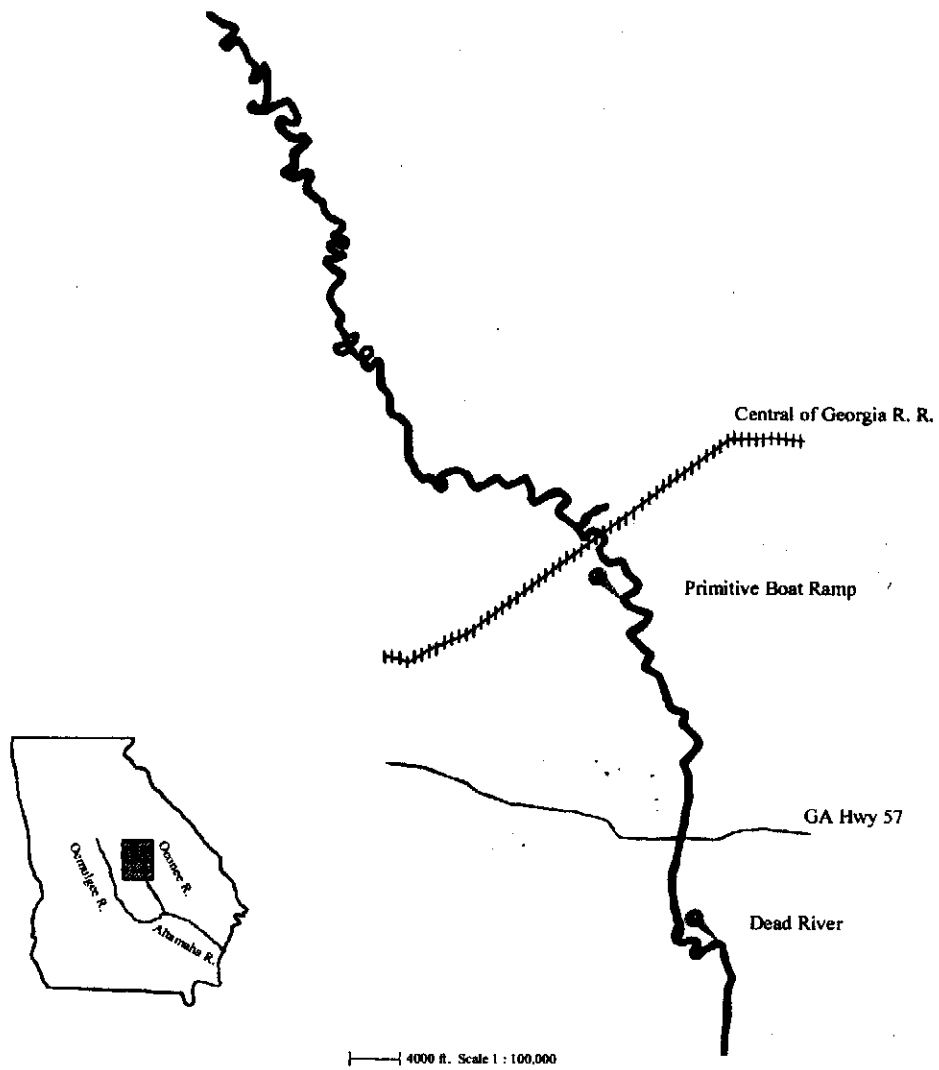 Central of Georgia R. R.
Primitive Boat Ramp
GA Hwy 57
Dead River
Ocmulgee R.
Oconee R.
Altamaha R.
4000 ft. Scale 1 : 100,000